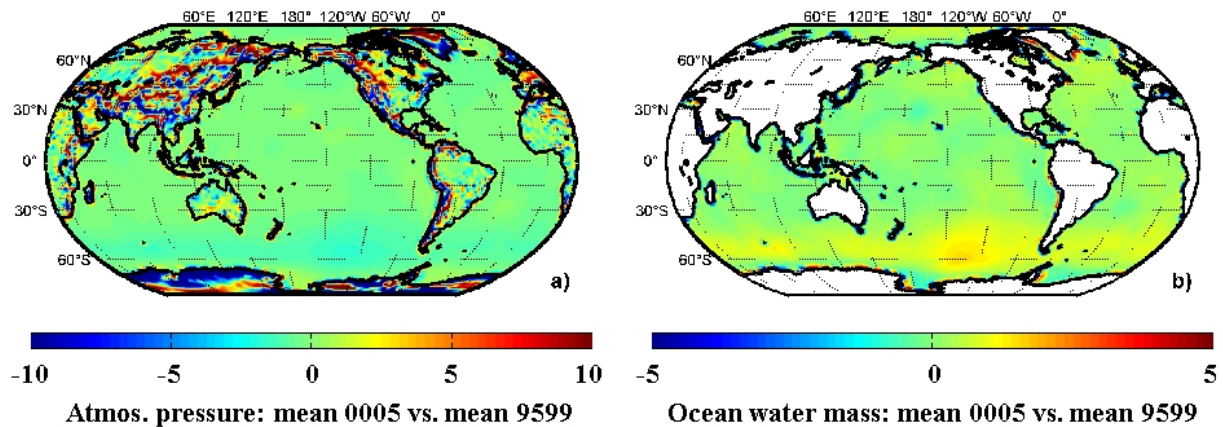 60°E 120°E 180° 120°W 60°W 0°
60°N
30°N
0°
30°S
60°S
a)
-10 -5 0 5 10
Atmos. pressure: mean 0005 vs. mean 9599
60°E 120°E 180° 120°W 60°W 0°
60°N
30°N
0°
30°S
60°S
b)
-5 0 5
Ocean water mass: mean 0005 vs. mean 9599